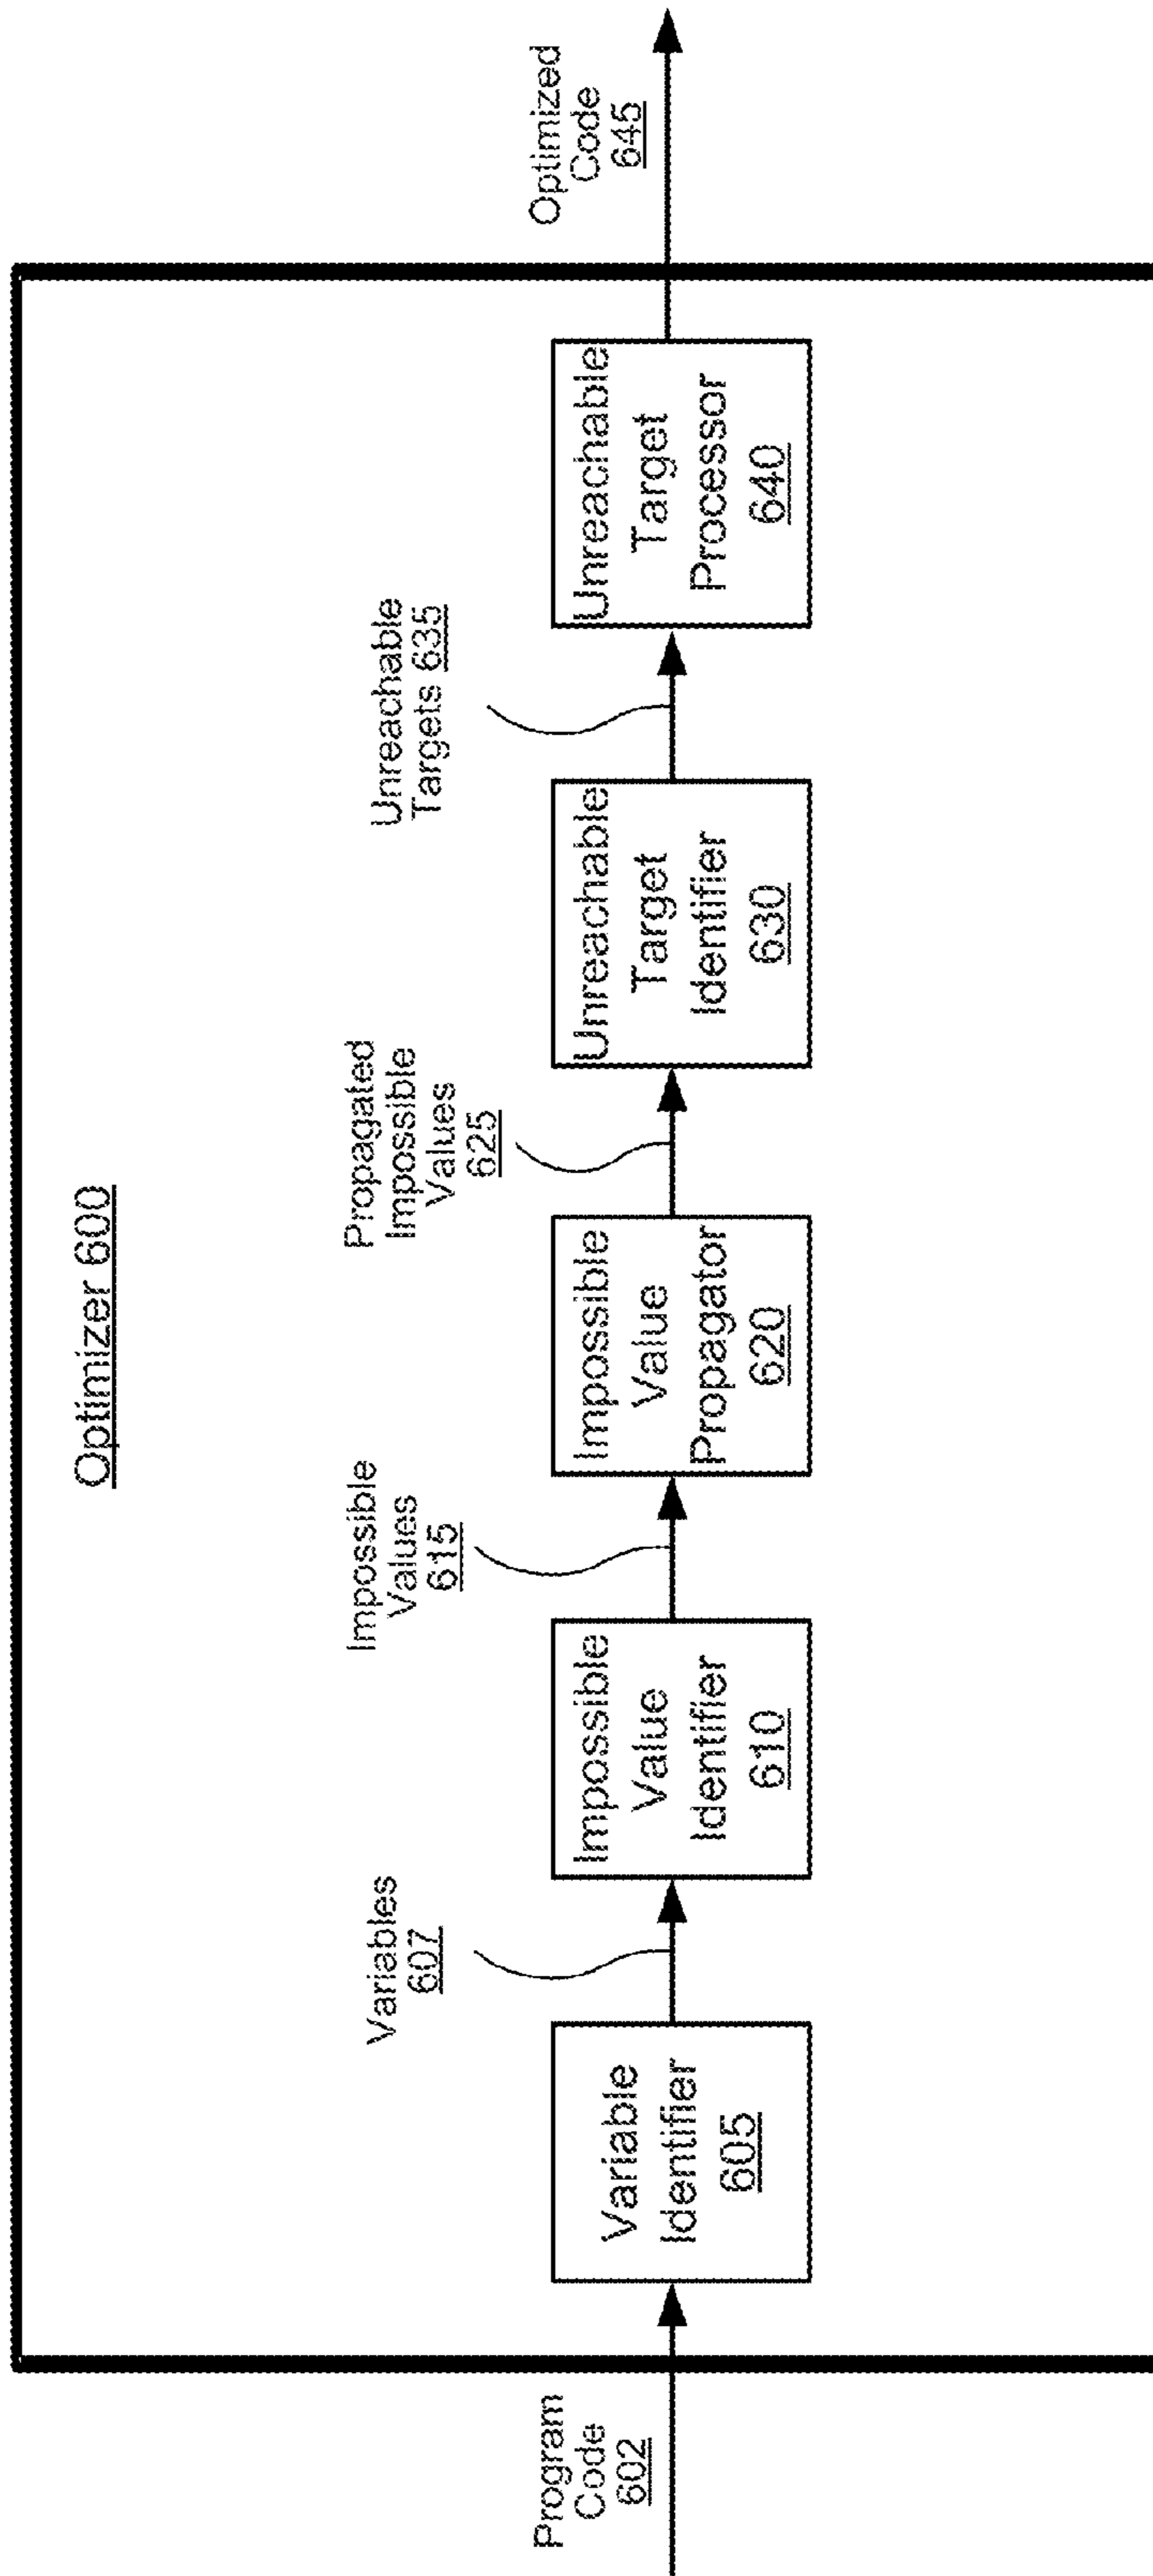 Optimizer 600
Program
Code
602
Variable
Identifier
605
Variables
607
Impossible
Value
Identifier
610
Impossible
Values
615
Impossible
Value
Propagator
620
Propagated
Impossible
Values
625
Unreachable
Target
Identifier
630
Unreachable
Targets 635
Unreachable
Target
Processor
640
Optimized
Code
645